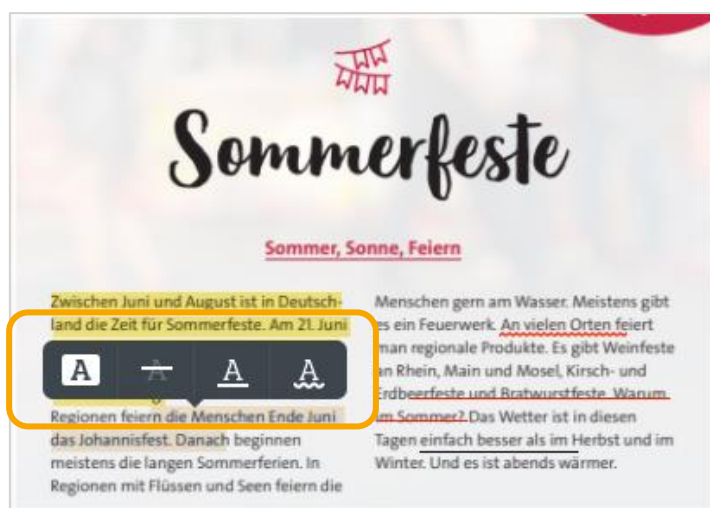 Sommerfeste
Sommer, Sonne, Feiern
Zwischen Juni und August ist in Deutsch-
land die Zeit für Sommerfeste. Am 21. Juni
A A A A
Regionen feiern die Menschen Ende Juni
das Johannisfest. Danach beginnen
meistens die langen Sommerferien. In
Regionen mit Flüssen und Seen feiern die
Menschen gern am Wasser. Meistens gibt
es ein Feuerwerk. An vielen Orten feiert
man regionale Produkte. Es gibt Weinfeste
an Rhein, Main und Mosel, Kirsch- und
Erdbeerfeste und Bratwurstfeste. Warum
im Sommer? Das Wetter ist in diesen
Tagen einfach besser als im Herbst und im
Winter. Und es ist abends wärmer.